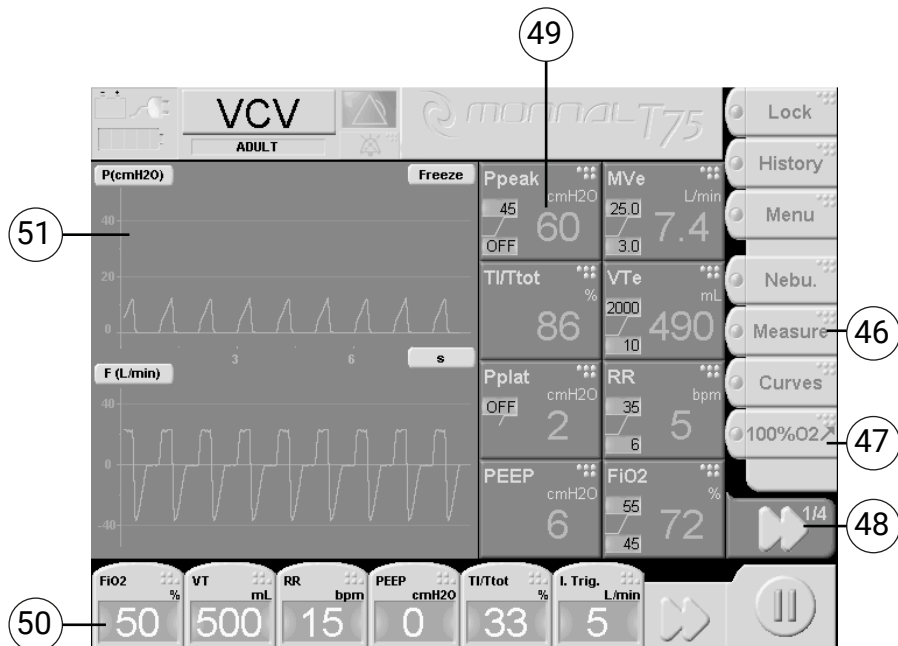 49
VCV
ADULT
MONNAL T75
Lock
History
Menu
Nebu.
Measure
46
Curves
100%O2
47
1/4
48
51
P(cmH2O)
Freeze
40
20
0
3
6
s
F (L/min)
40
0
-40
Ppeak
cmH2O
45
OFF
60
MVe
L/min
25.0
3.0
7.4
TI/Ttot
%
86
VTe
mL
2000
10
490
Pplat
cmH2O
OFF
2
RR
bpm
35
6
5
PEEP
cmH2O
6
FiO2
%
55
45
72
50
FiO2
%
50
VT
mL
500
RR
bpm
15
PEEP
cmH2O
0
TI/Ttot
%
33
I. Trig.
L/min
5